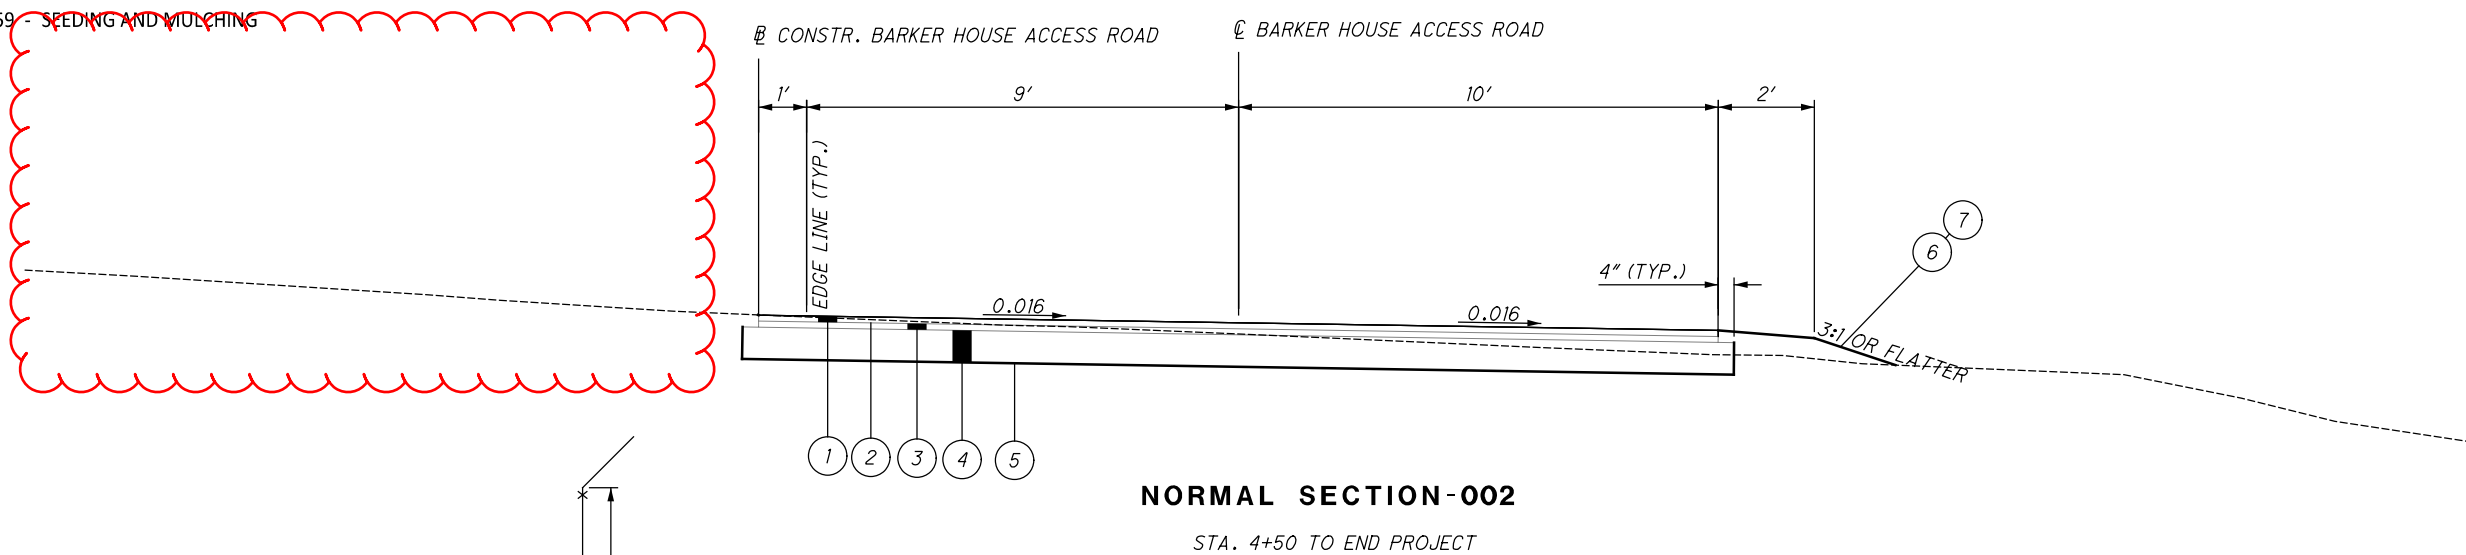 59 - SEEDING AND MULCHING
℄ BARKER HOUSE ACCESS ROAD
CONSTR. BARKER HOUSE ACCESS ROAD
1' 9' 10' 2'
EDGE LINE (TYP.)
7
6
4" (TYP.)
0.016 0.016
3:1 OR FLATTER
1 2 3 4 5
NORMAL SECTION-002
STA. 4+50 TO END PROJECT